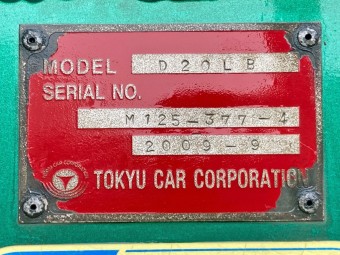 MODEL D20LB
SERIAL NO.
M125-377-4
2009-9
TOKYU CAR CORPORATION